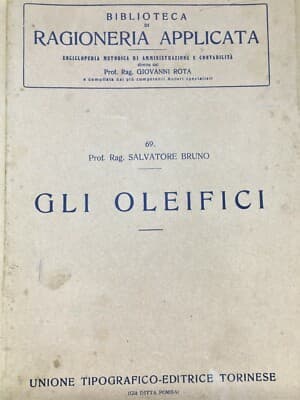 BIBLIOTECA
DI
RAGIONERIA APPLICATA
ENCICLOPEDIA METODICA DI AMMINISTRAZIONE E CONTABILITÀ
diretta dal
Prof. Rag. GIOVANNI ROTA
e compilata dai più competenti Autori specialisti
69.
Prof. Rag. SALVATORE BRUNO
GLI OLEIFICI
UNIONE TIPOGRAFICO-EDITRICE TORINESE
(GIÀ DITTA POMBA)